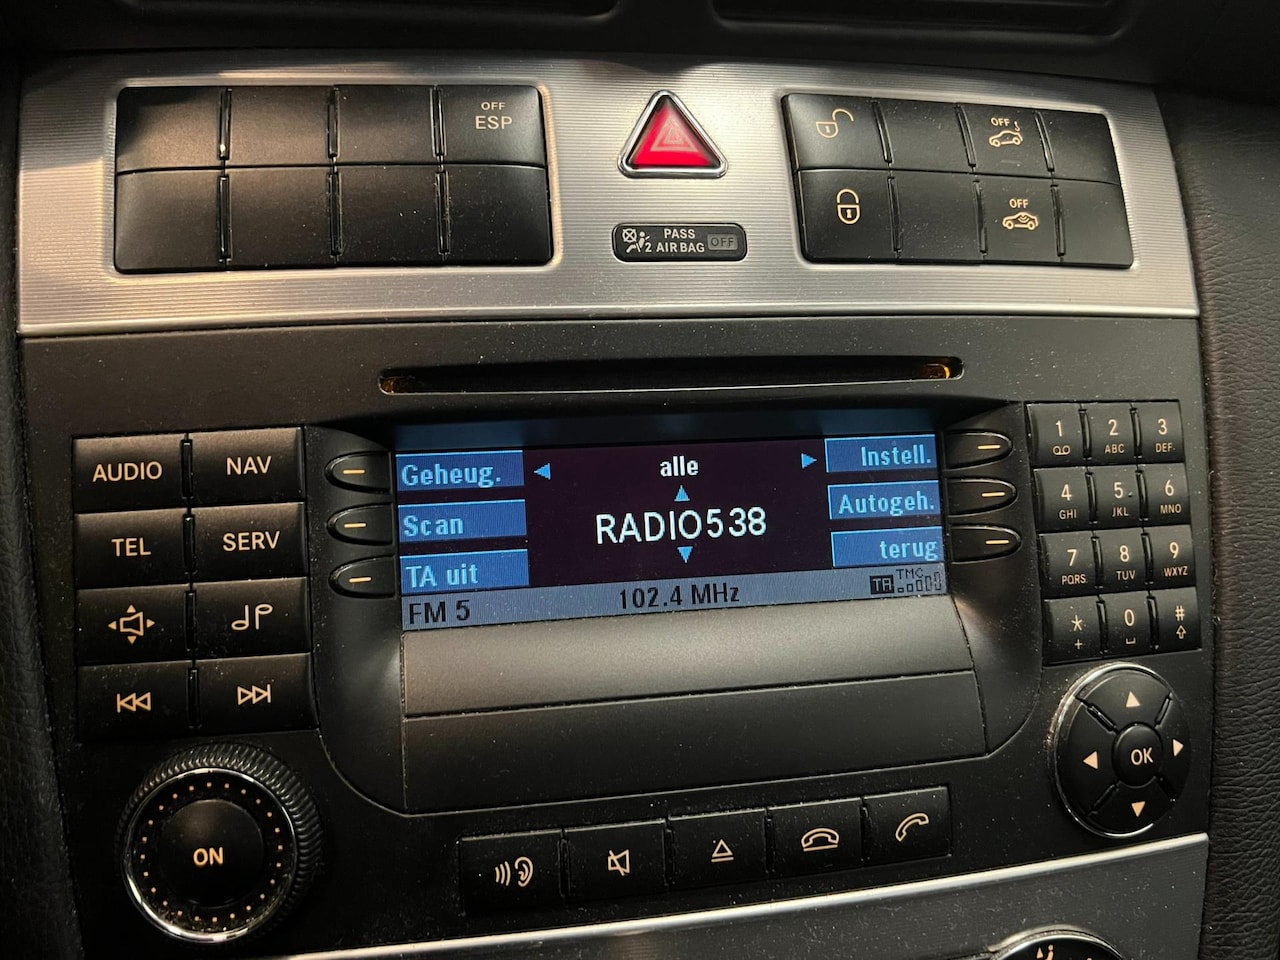 OFF
ESP
PASS
2 AIR BAG OFF
OFF
OFF
AUDIO
NAV
TEL
SERV
ON
Geheug.
Scan
TA uit
alle
RADIO538
Instell.
Autogeh.
terug
FM 5
102.4 MHz
TA
TMC
1
2 ABC
3 DEF
4 GHI
5 JKL
6 MNO
7 PQRS
8 TUV
9 WXYZ
* +
0
#
OK